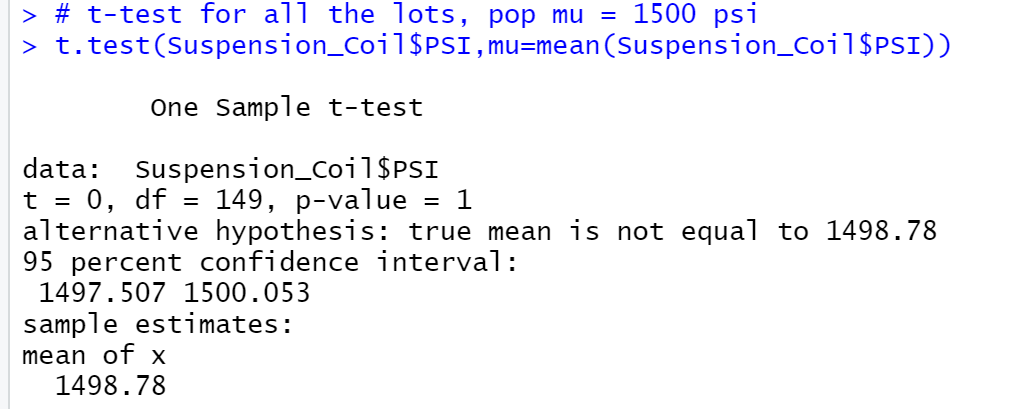 > # t-test for all the lots, pop mu = 1500 psi
> t.test(Suspension_Coil$PSI,mu=mean(Suspension_Coil$PSI))
One Sample t-test
data:  Suspension_Coil$PSI
t = 0, df = 149, p-value = 1
alternative hypothesis: true mean is not equal to 1498.78
95 percent confidence interval:
1497.507 1500.053
sample estimates:
mean of x
1498.78